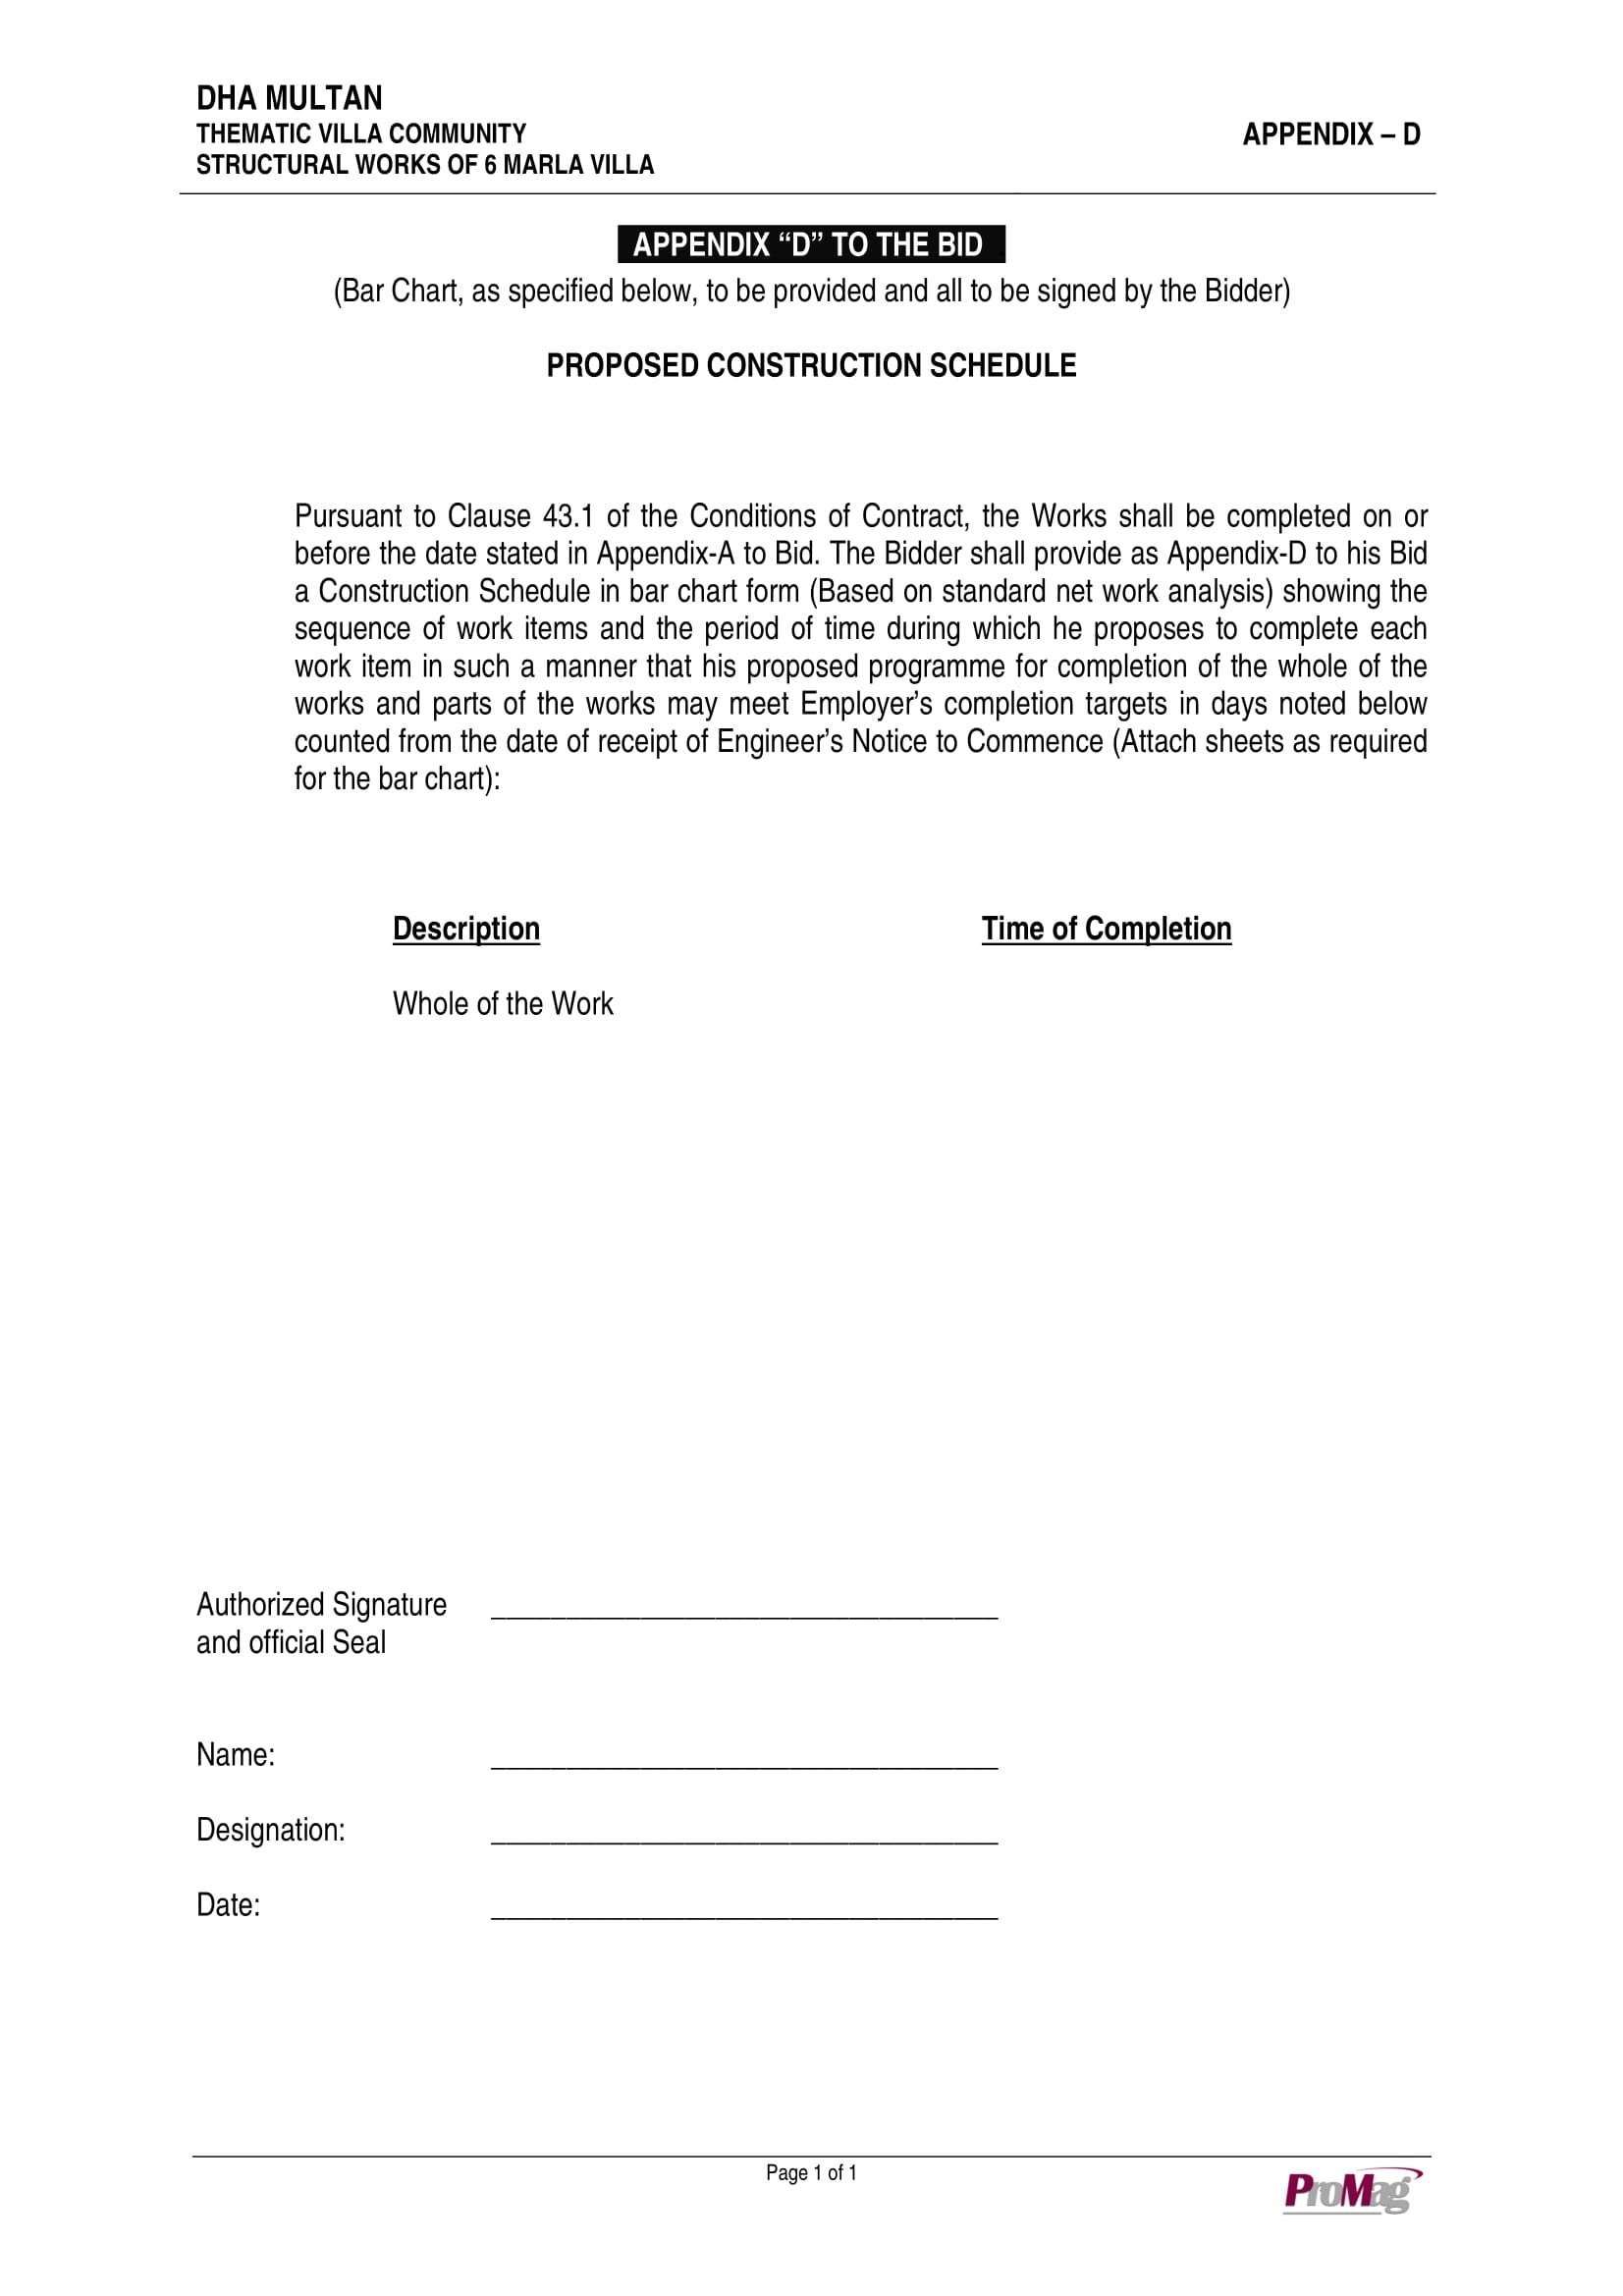 DHA MULTAN
THEMATIC VILLA COMMUNITY APPENDIX – D
STRUCTURAL WORKS OF 6 MARLA VILLA
APPENDIX “D” TO THE BID
(Bar Chart, as specified below, to be provided and all to be signed by the Bidder)
PROPOSED CONSTRUCTION SCHEDULE
Pursuant to Clause 43.1 of the Conditions of Contract, the Works shall be completed on or
before the date stated in Appendix-A to Bid. The Bidder shall provide as Appendix-D to his Bid
a Construction Schedule in bar chart form (Based on standard net work analysis) showing the
sequence of work items and the period of time during which he proposes to complete each
work item in such a manner that his proposed programme for completion of the whole of the
works and parts of the works may meet Employer’s completion targets in days noted below
counted from the date of receipt of Engineer’s Notice to Commence (Attach sheets as required
for the bar chart):
Description Time of Completion
Whole of the Work
Authorized Signature __________________________________
and official Seal
Name: __________________________________
Designation: __________________________________
Date: __________________________________
Page 1 of 1
ProMag